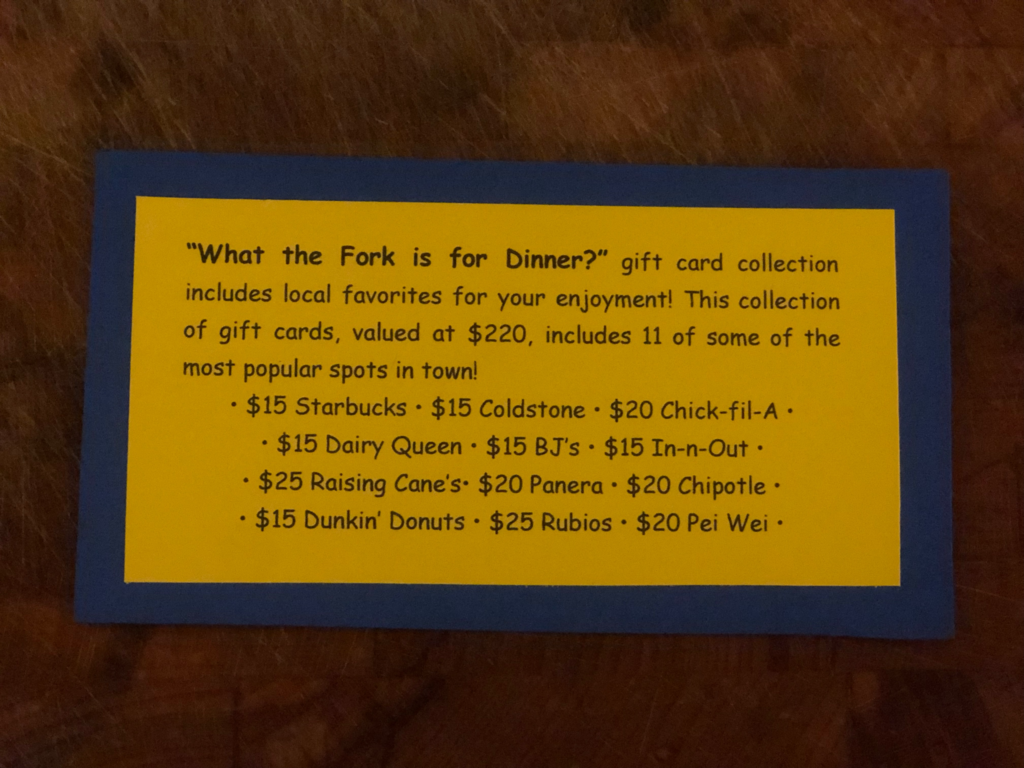 “What the Fork is for Dinner?” gift card collection
includes local favorites for your enjoyment! This collection
of gift cards, valued at $220, includes 11 of some of the
most popular spots in town!
• $15 Starbucks • $15 Coldstone • $20 Chick-fil-A •
• $15 Dairy Queen • $15 BJ’s • $15 In-n-Out •
• $25 Raising Cane’s• $20 Panera • $20 Chipotle •
• $15 Dunkin’ Donuts • $25 Rubios • $20 Pei Wei •